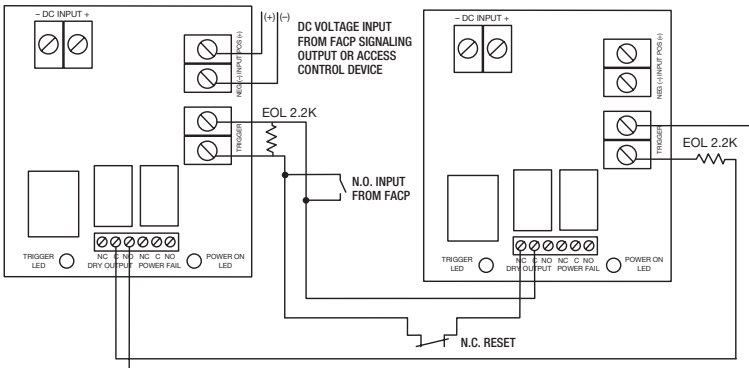 – DC INPUT +
(+) (–)
DC VOLTAGE INPUT
FROM FACP SIGNALING
OUTPUT OR ACCESS
CONTROL DEVICE
NEG (–) INPUT POS (+)
TRIGGER
EOL 2.2K
N.O. INPUT
FROM FACP
TRIGGER
LED
NC C NO NC C NO
DRY OUTPUT POWER FAIL
POWER ON
LED
– DC INPUT +
NEG (–) INPUT POS (+)
TRIGGER
EOL 2.2K
TRIGGER
LED
NC C NO NC C NO
DRY OUTPUT POWER FAIL
POWER ON
LED
N.C. RESET